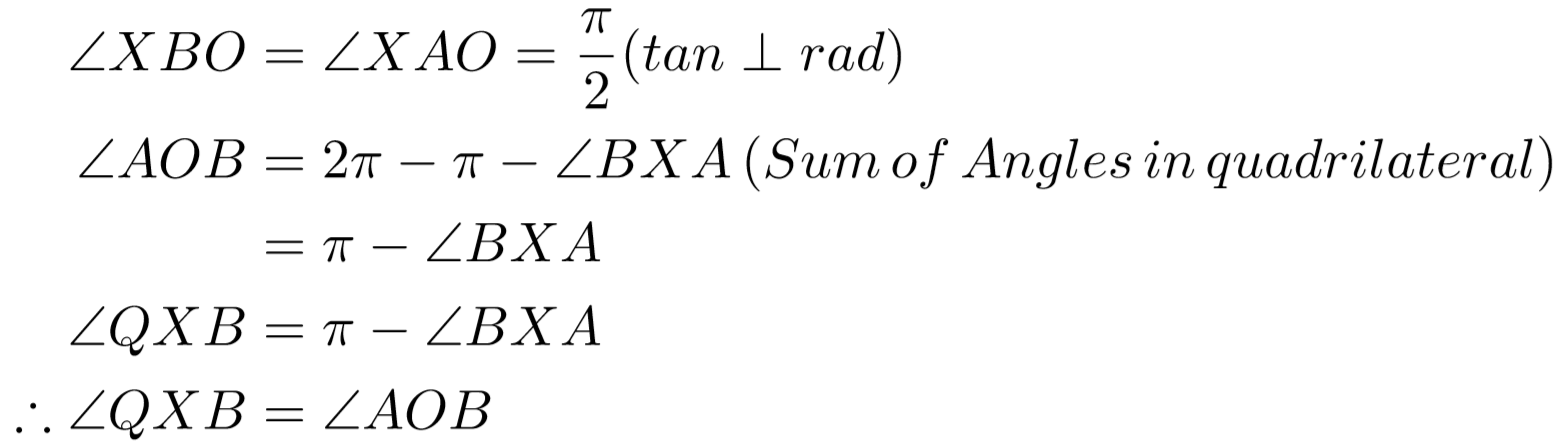 ∠XBO = ∠XAO = π/2 (tan ⊥ rad)
∠AOB = 2π − π − ∠BXA (Sum of Angles in quadrilateral)
= π − ∠BXA
∠QXB = π − ∠BXA
∴ ∠QXB = ∠AOB